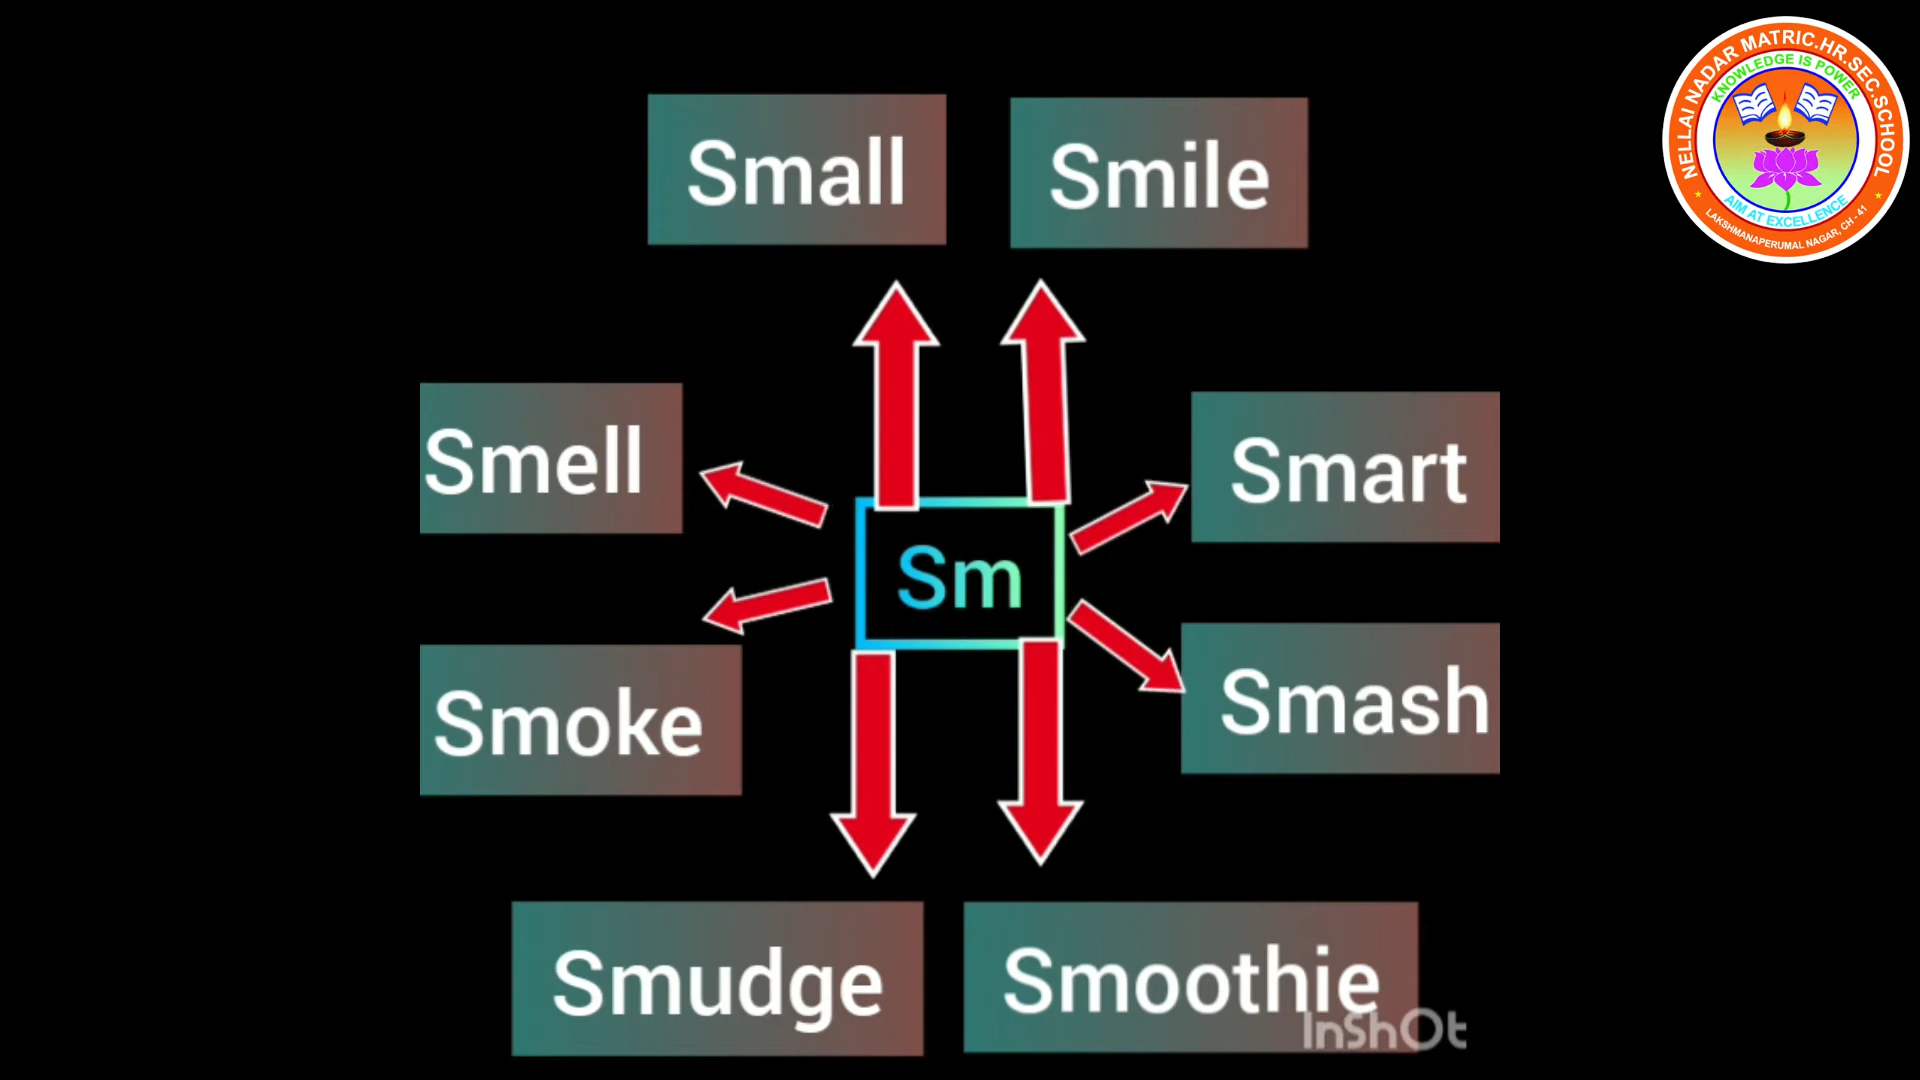 NELLAI NADAR MATRIC.HR.SEC.SCHOOL
KNOWLEDGE IS POWER
AIM AT EXCELLENCE
LAKSHMANAPERUMAL NAGAR, CH - 41
Small
Smile
Smell
Smart
Sm
Smoke
Smash
Smudge
Smoothie
InShOt